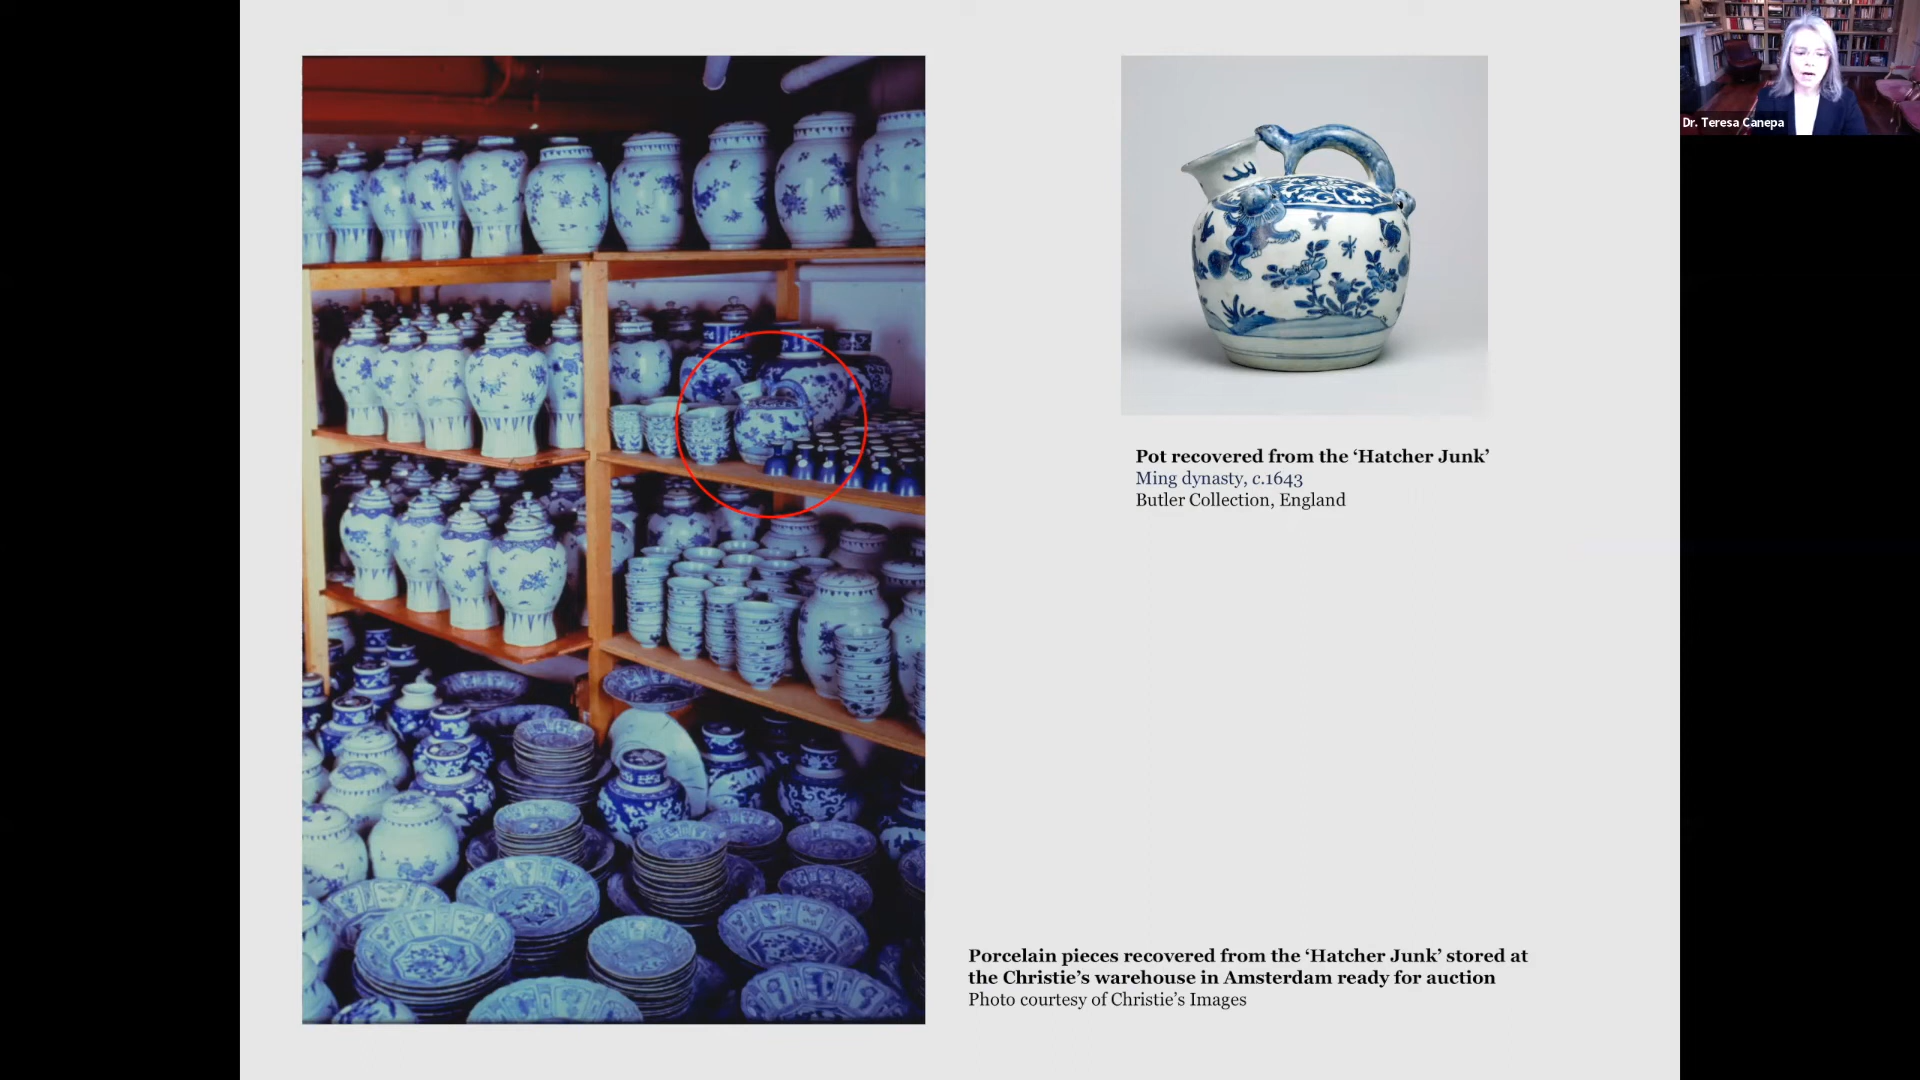 Dr. Teresa Canepa
Pot recovered from the ‘Hatcher Junk’
Ming dynasty, c.1643
Butler Collection, England
Porcelain pieces recovered from the ‘Hatcher Junk’ stored at
the Christie’s warehouse in Amsterdam ready for auction
Photo courtesy of Christie’s Images